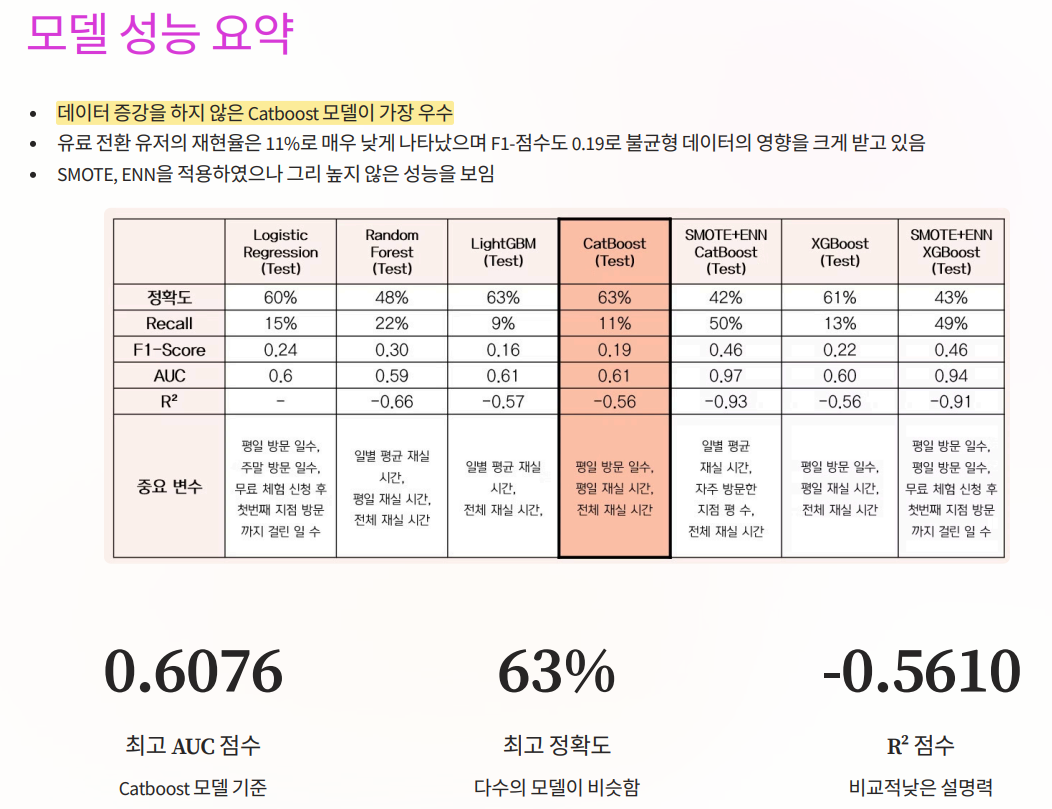 모델 성능 요약
• 데이터 증강을 하지 않은 Catboost 모델이 가장 우수
• 유료 전환 유저의 재현율은 11%로 매우 낮게 나타났으며 F1-점수도 0.19로 불균형 데이터의 영향을 크게 받고 있음
• SMOTE, ENN을 적용하였으나 그리 높지 않은 성능을 보임
Logistic Regression (Test) Random Forest (Test) LightGBM (Test) CatBoost (Test) SMOTE+ENN CatBoost (Test) XGBoost (Test) SMOTE+ENN XGBoost (Test)
정확도 60% 48% 63% 63% 42% 61% 43%
Recall 15% 22% 9% 11% 50% 13% 49%
F1-Score 0.24 0.30 0.16 0.19 0.46 0.22 0.46
AUC 0.6 0.59 0.61 0.61 0.97 0.60 0.94
R² - -0.66 -0.57 -0.56 -0.93 -0.56 -0.91
중요 변수
평일 방문 일수,
주말 방문 일수,
무료 체험 신청 후
첫번째 지점 방문
까지 걸린 일 수
일별 평균 재실
시간,
평일 재실 시간,
전체 재실 시간
일별 평균 재실
시간,
전체 재실 시간,
평일 방문 일수,
평일 재실 시간,
전체 재실 시간
일별 평균
재실 시간,
자주 방문한
지점 평 수,
전체 재실 시간
평일 방문 일수,
평일 재실 시간,
전체 재실 시간
평일 방문 일수,
평일 방문 일수,
무료 체험 신청 후
첫번째 지점 방문
까지 걸린 일 수
0.6076
최고 AUC 점수
Catboost 모델 기준
63%
최고 정확도
다수의 모델이 비슷함
-0.5610
R² 점수
비교적낮은 설명력